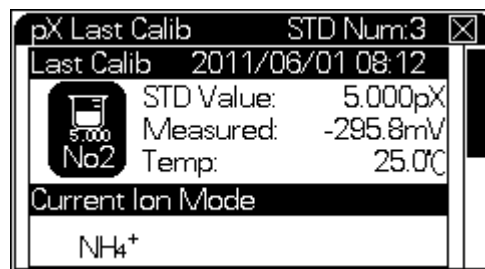 pX Last Calib STD Num:3
Last Calib 2011/06/01 08:12
5.000
No2
STD Value: 5.000pX
Measured: -295.8mV
Temp: 25.0℃
Current Ion Mode
NH₄⁺